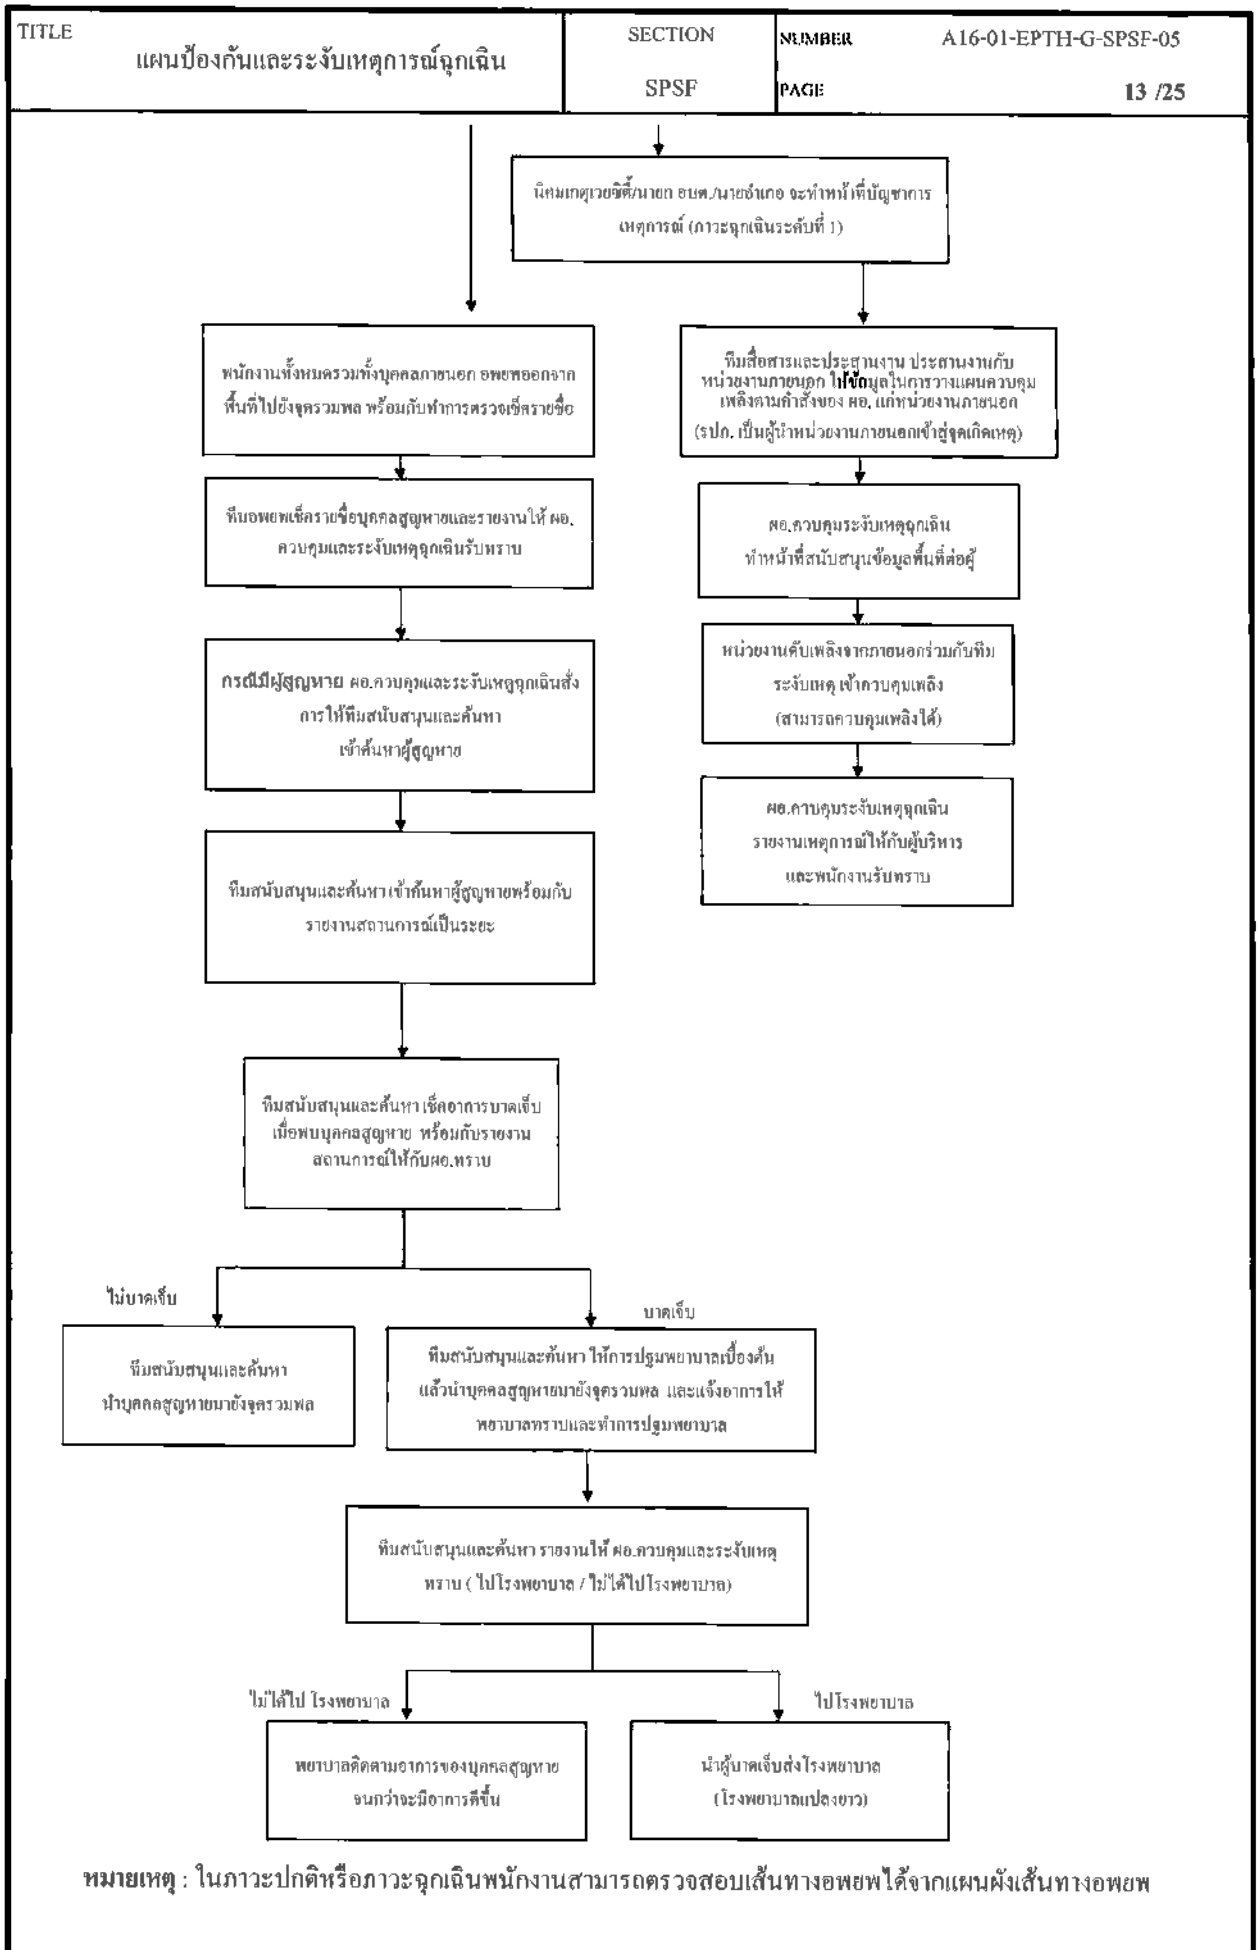 TITLE
แผนป้องกันและระงับเหตุการณ์ฉุกเฉิน
SECTION
SPSF
NUMBER
A16-01-EPTH-G-SPSF-05
PAGE
13 /25
นิคมเกตุเวย์ซิตี้/นายก อบต./นายอำเภอ จะทำหน้าที่บัญชาการ
เหตุการณ์ (ภาวะฉุกเฉินระดับที่ 1)
พนักงานทั้งหมดรวมทั้งบุคคลภายนอก อพยพออกจาก
พื้นที่ไปยังจุดรวมพล พร้อมกับทำการตรวจเช็ครายชื่อ
ทีมสื่อสารและประสานงาน ประสานงานกับ
หน่วยงานภายนอก ให้ข้อมูลในการวางแผนควบคุม
เพลิงตามคำสั่งของ ผอ. แก่หน่วยงานภายนอก
(รปภ. เป็นผู้นำหน่วยงานภายนอกเข้าสู่จุดเกิดเหตุ)
ทีมอพยพเช็ครายชื่อบุคคลสูญหายและรายงานให้ ผอ.
ควบคุมและระงับเหตุฉุกเฉินรับทราบ
ผอ.ควบคุมระงับเหตุฉุกเฉิน
ทำหน้าที่สนับสนุนข้อมูลพื้นที่ต่อผู้
กรณีมีผู้สูญหาย ผอ.ควบคุมและระงับเหตุฉุกเฉินสั่ง
การให้ทีมสนับสนุนและค้นหา
เข้าค้นหาผู้สูญหาย
หน่วยงานดับเพลิงจากภายนอกร่วมกับทีม
ระงับเหตุ เข้าควบคุมเพลิง
(สามารถควบคุมเพลิงได้)
ผอ.ควบคุมระงับเหตุฉุกเฉิน
รายงานเหตุการณ์ให้กับผู้บริหาร
และพนักงานรับทราบ
ทีมสนับสนุนและค้นหา เข้าค้นหาผู้สูญหายพร้อมกับ
รายงานสถานการณ์เป็นระยะ
ทีมสนับสนุนและค้นหา เช็คอาการบาดเจ็บ
เมื่อพบบุคคลสูญหาย พร้อมกับรายงาน
สถานการณ์ให้กับผอ.ทราบ
ไม่บาดเจ็บ
บาดเจ็บ
ทีมสนับสนุนและค้นหา
นำบุคคลสูญหายมายังจุดรวมพล
ทีมสนับสนุนและค้นหา ให้การปฐมพยาบาลเบื้องต้น
แล้วนำบุคคลสูญหายมายังจุดรวมพล และแจ้งอาการให้
พยาบาลทราบและทำการปฐมพยาบาล
ทีมสนับสนุนและค้นหา รายงานให้ ผอ.ควบคุมและระงับเหตุ
ทราบ ( ไปโรงพยาบาล / ไม่ได้ไปโรงพยาบาล)
ไม่ได้ไป โรงพยาบาล
ไปโรงพยาบาล
พยาบาลติดตามอาการของบุคคลสูญหาย
จนกว่าจะมีอาการดีขึ้น
นำผู้บาดเจ็บส่งโรงพยาบาล
(โรงพยาบาลแปลงยาว)
หมายเหตุ : ในภาวะปกติหรือภาวะฉุกเฉินพนักงานสามารถตรวจสอบเส้นทางอพยพได้จากแผนผังเส้นทางอพยพ